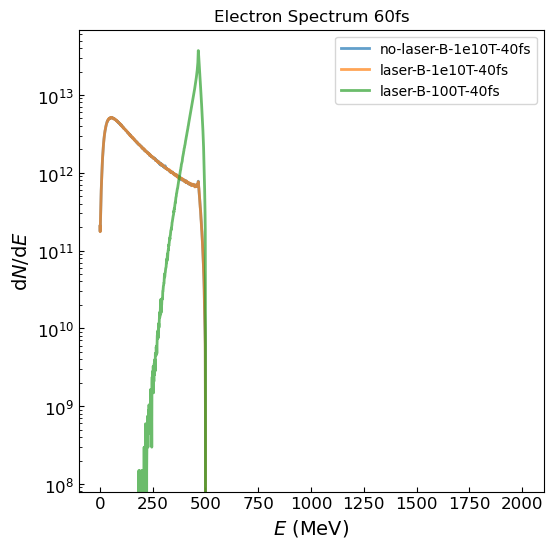 Electron Spectrum 60fs
no-laser-B-1e10T-40fs
laser-B-1e10T-40fs
laser-B-100T-40fs
dN/dE
10^13
10^12
10^11
10^10
10^9
10^8
0 250 500 750 1000 1250 1500 1750 2000
E (MeV)